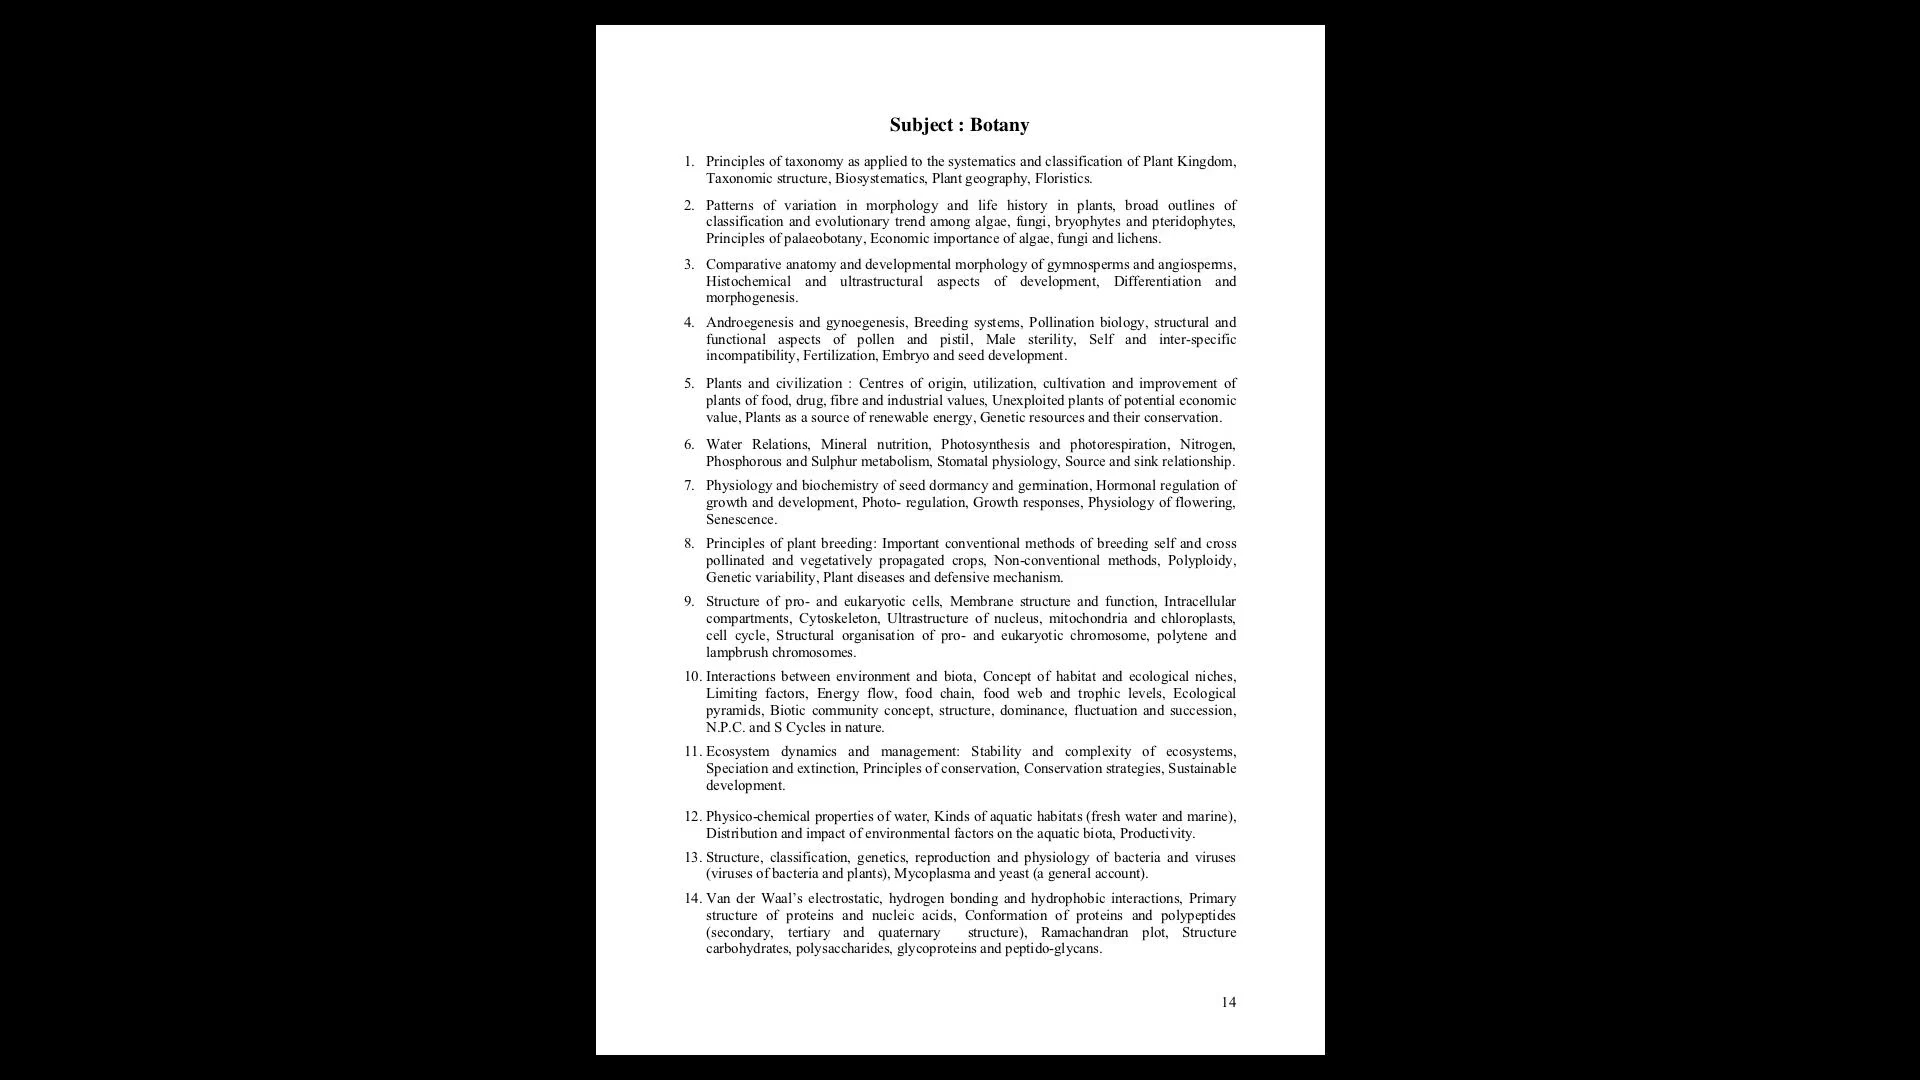 Subject : Botany
1. Principles of taxonomy as applied to the systematics and classification of Plant Kingdom,
Taxonomic structure, Biosystematics, Plant geography, Floristics.
2. Patterns of variation in morphology and life history in plants, broad outlines of
classification and evolutionary trend among algae, fungi, bryophytes and pteridophytes,
Principles of palaeobotany, Economic importance of algae, fungi and lichens.
3. Comparative anatomy and developmental morphology of gymnosperms and angiosperms,
Histochemical and ultrastructural aspects of development, Differentiation and
morphogenesis.
4. Androegenesis and gynoegenesis, Breeding systems, Pollination biology, structural and
functional aspects of pollen and pistil, Male sterility, Self and inter-specific
incompatibility, Fertilization, Embryo and seed development.
5. Plants and civilization : Centres of origin, utilization, cultivation and improvement of
plants of food, drug, fibre and industrial values, Unexploited plants of potential economic
value, Plants as a source of renewable energy, Genetic resources and their conservation.
6. Water Relations, Mineral nutrition, Photosynthesis and photorespiration, Nitrogen,
Phosphorous and Sulphur metabolism, Stomatal physiology, Source and sink relationship.
7. Physiology and biochemistry of seed dormancy and germination, Hormonal regulation of
growth and development, Photo- regulation, Growth responses, Physiology of flowering,
Senescence.
8. Principles of plant breeding: Important conventional methods of breeding self and cross
pollinated and vegetatively propagated crops, Non-conventional methods, Polyploidy,
Genetic variability, Plant diseases and defensive mechanism.
9. Structure of pro- and eukaryotic cells, Membrane structure and function, Intracellular
compartments, Cytoskeleton, Ultrastructure of nucleus, mitochondria and chloroplasts,
cell cycle, Structural organisation of pro- and eukaryotic chromosome, polytene and
lampbrush chromosomes.
10. Interactions between environment and biota, Concept of habitat and ecological niches,
Limiting factors, Energy flow, food chain, food web and trophic levels, Ecological
pyramids, Biotic community concept, structure, dominance, fluctuation and succession,
N.P.C. and S Cycles in nature.
11. Ecosystem dynamics and management: Stability and complexity of ecosystems,
Speciation and extinction, Principles of conservation, Conservation strategies, Sustainable
development.
12. Physico-chemical properties of water, Kinds of aquatic habitats (fresh water and marine),
Distribution and impact of environmental factors on the aquatic biota, Productivity.
13. Structure, classification, genetics, reproduction and physiology of bacteria and viruses
(viruses of bacteria and plants), Mycoplasma and yeast (a general account).
14. Van der Waal’s electrostatic, hydrogen bonding and hydrophobic interactions, Primary
structure of proteins and nucleic acids, Conformation of proteins and polypeptides
(secondary, tertiary and quaternary structure), Ramachandran plot, Structure
carbohydrates, polysaccharides, glycoproteins and peptido-glycans.
14